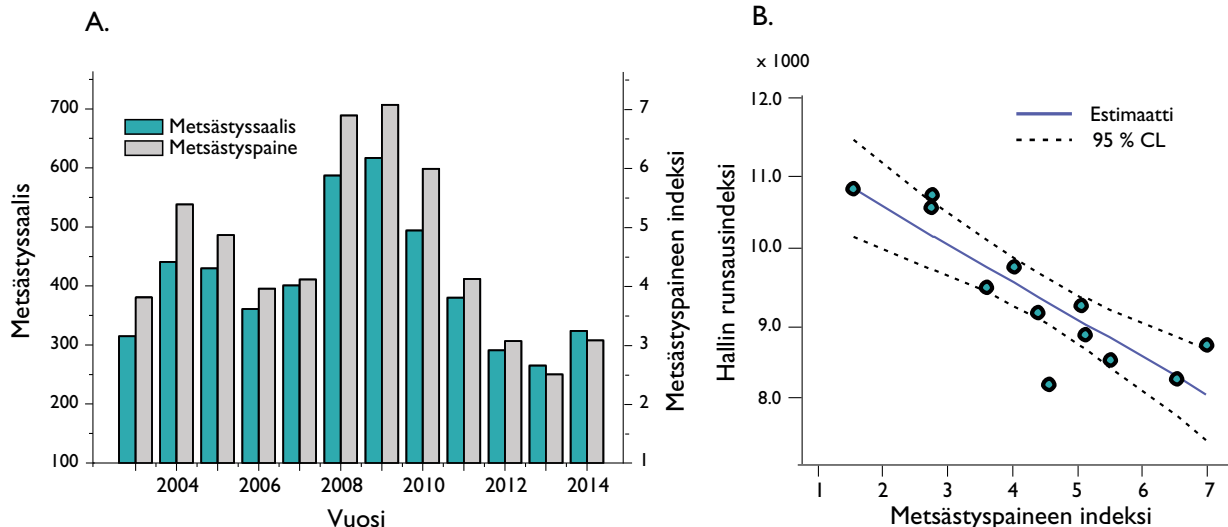 A.
Metsästyssaalis
700
600
500
400
300
200
100
Metsästyssaalis
Metsästyspaine
7
6
5
4
3
2
1
Metsästyspaineen indeksi
2004 2006 2008 2010 2012 2014
Vuosi
B.
x 1000
Hallin runsausindeksi
12.0
11.0
10.0
9.0
8.0
Estimaatti
95 % CL
1 2 3 4 5 6 7
Metsästyspaineen indeksi